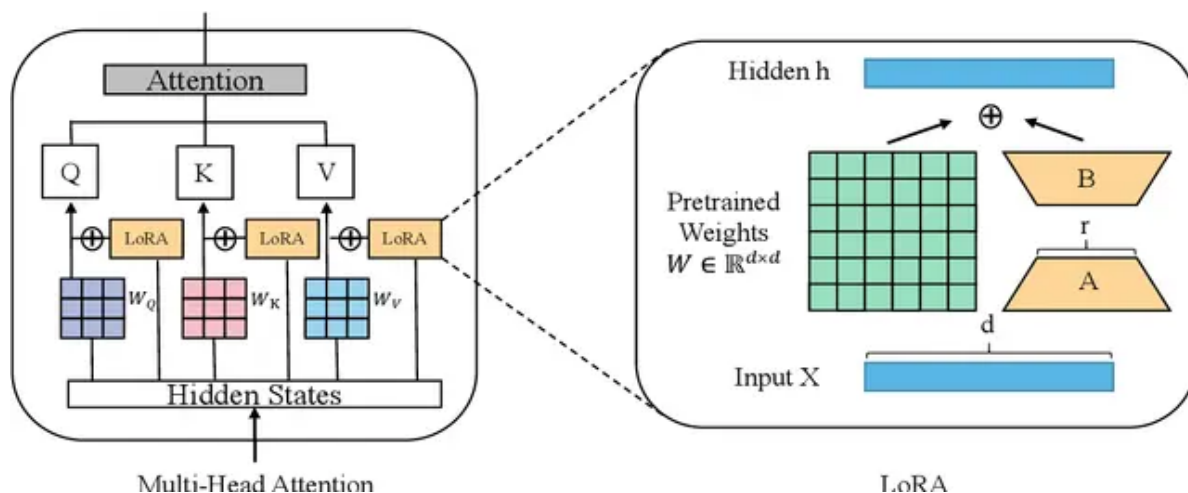 Attention
Q
K
V
LoRA
LoRA
LoRA
W_Q
W_K
W_V
Hidden States
Multi-Head Attention
Hidden h
Pretrained
Weights
W ∈ ℝ^{d×d}
B
r
A
d
Input X
LoRA